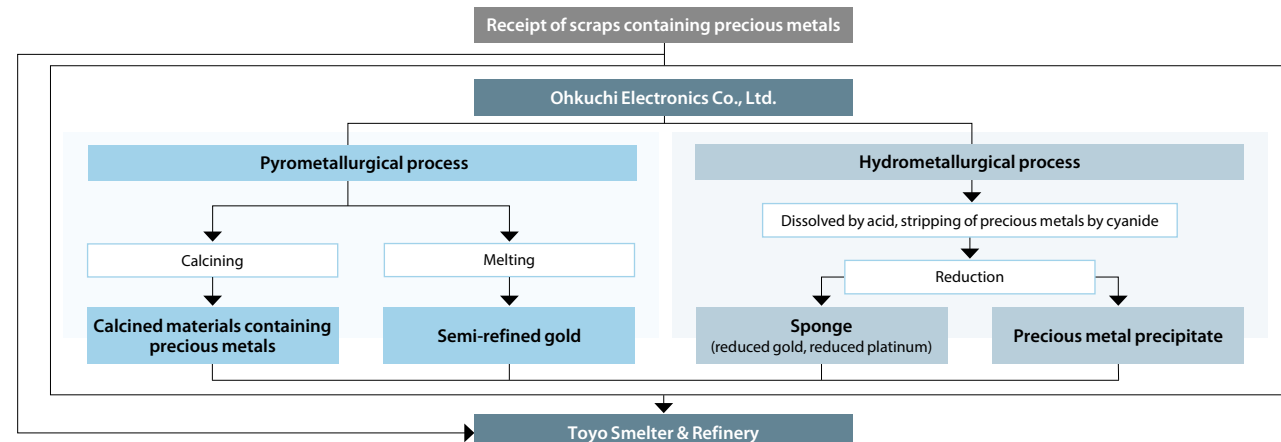 Receipt of scraps containing precious metals
Ohkuchi Electronics Co., Ltd.
Pyrometallurgical process
Hydrometallurgical process
Dissolved by acid, stripping of precious metals by cyanide
Calcining
Melting
Reduction
Calcined materials containing
precious metals
Semi-refined gold
Sponge
(reduced gold, reduced platinum)
Precious metal precipitate
Toyo Smelter & Refinery